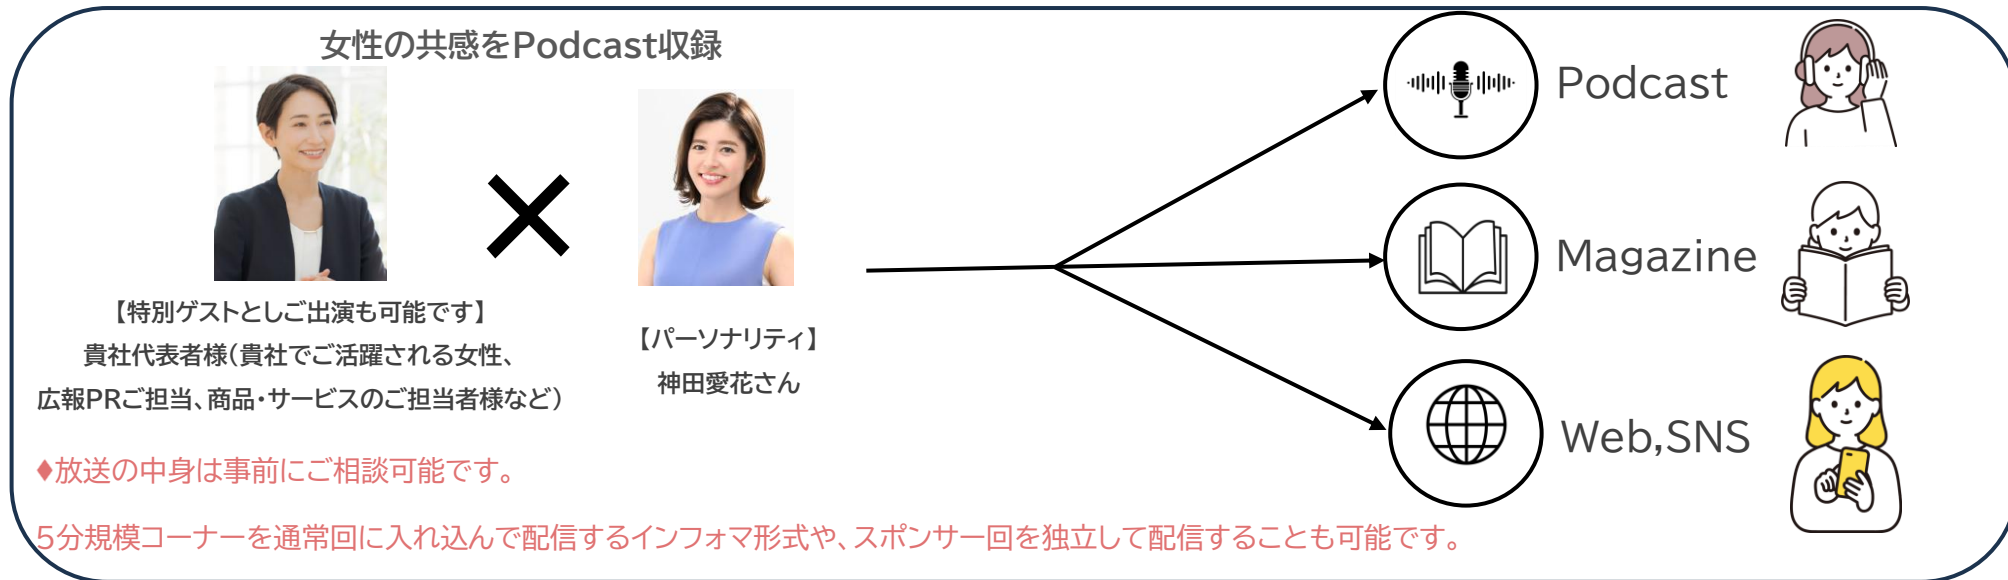 女性の共感をPodcast収録
【特別ゲストとしご出演も可能です】
貴社代表者様(貴社でご活躍される女性、
広報PRご担当、商品・サービスのご担当者様など)
【パーソナリティ】
神田愛花さん
Podcast
Magazine
Web,SNS
♦放送の中身は事前にご相談可能です。
5分規模コーナーを通常回に入れ込んで配信するインフォマ形式や、スポンサー回を独立して配信することも可能です。